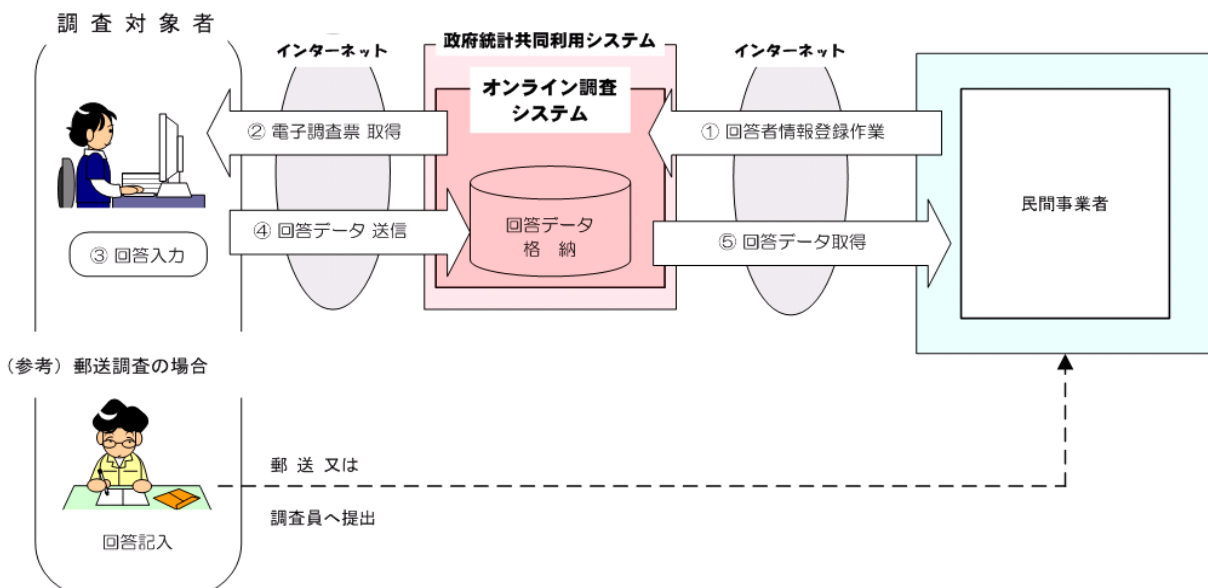 調査対象者
インターネット
政府統計共同利用システム
インターネット
オンライン調査
システム
② 電子調査票 取得
① 回答者情報登録作業
民間事業者
④ 回答データ 送信
回答データ
格 納
⑤ 回答データ取得
③ 回答入力
(参考) 郵送調査の場合
郵 送 又は
調査員へ提出
回答記入